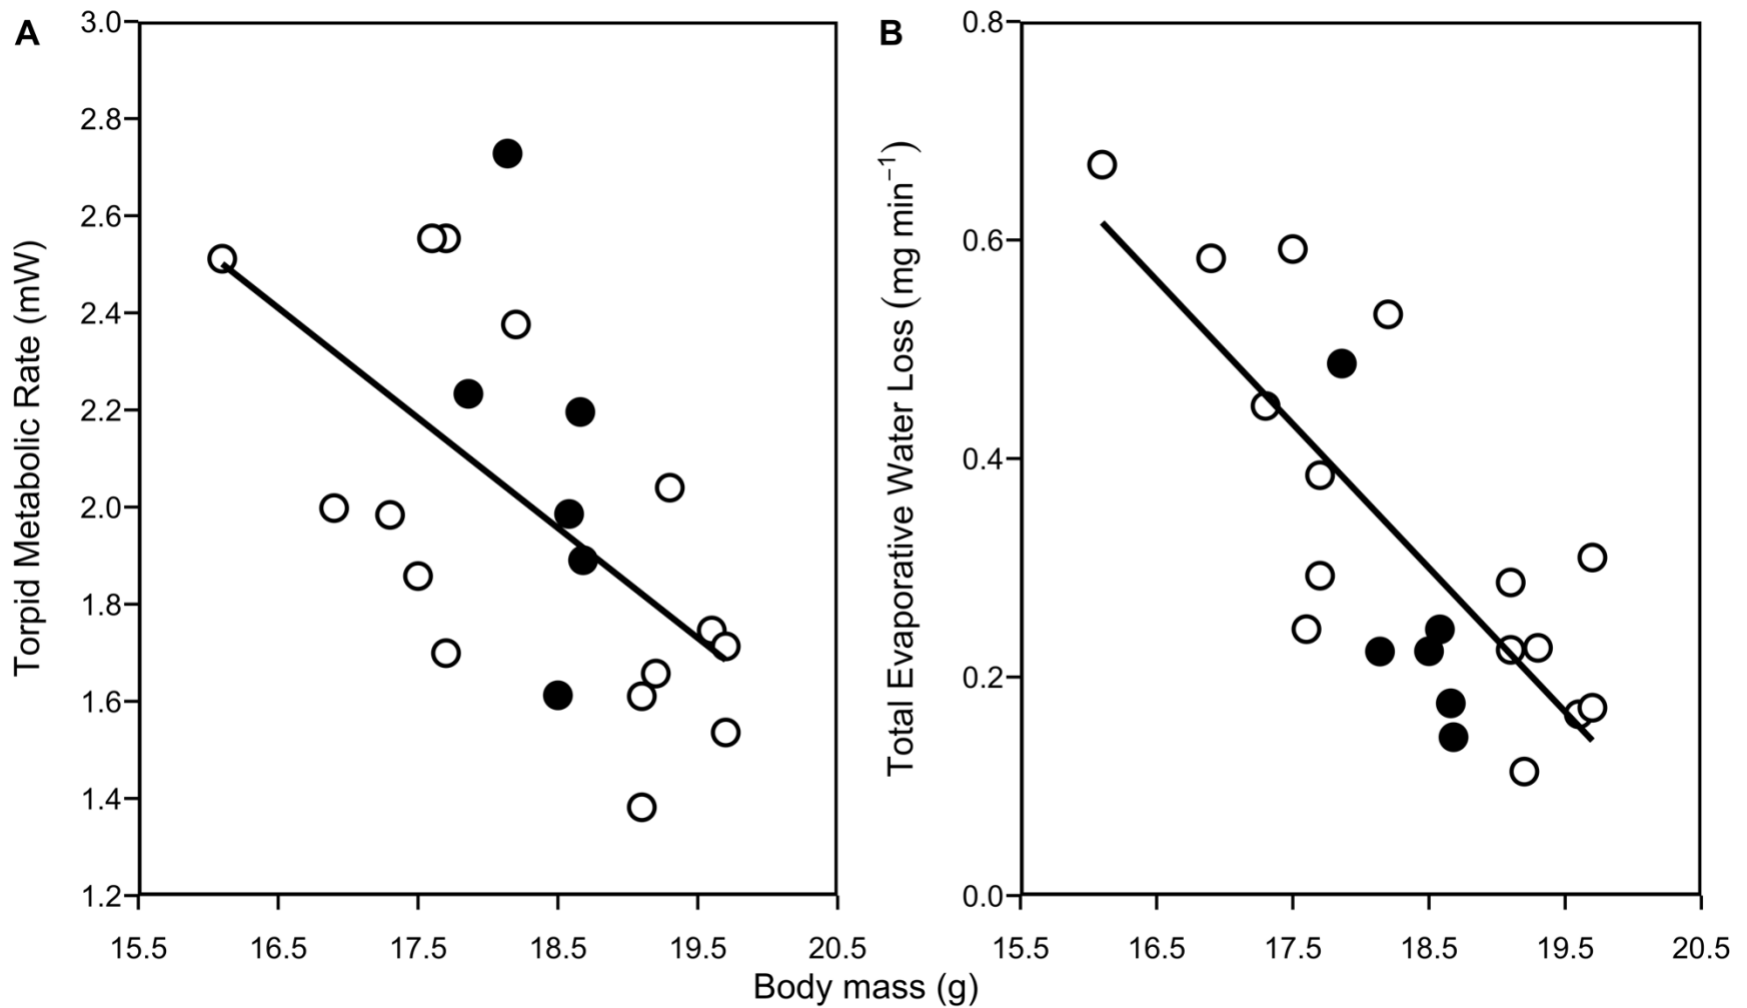 A
3.0
2.8
2.6
2.4
2.2
2.0
1.8
1.6
1.4
1.2
Torpid Metabolic Rate (mW)
15.5 16.5 17.5 18.5 19.5 20.5
B
0.8
0.6
0.4
0.2
0.0
Total Evaporative Water Loss (mg min⁻¹)
15.5 16.5 17.5 18.5 19.5 20.5
Body mass (g)